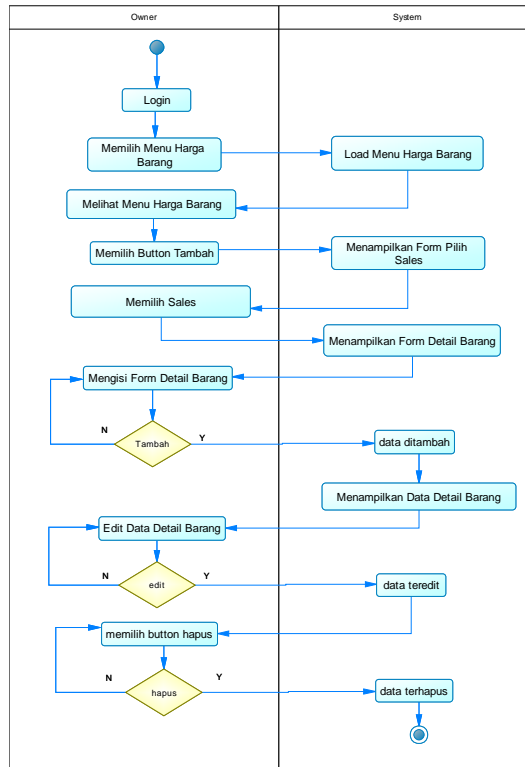 Owner
System
Login
Memilih Menu Harga
Barang
Load Menu Harga Barang
Melihat Menu Harga Barang
Memilih Button Tambah
Menampilkan Form Pilih
Sales
Memilih Sales
Menampilkan Form Detail Barang
Mengisi Form Detail Barang
N
Tambah
Y
data ditambah
Menampilkan Data Detail Barang
Edit Data Detail Barang
N
edit
Y
data teredit
memilih button hapus
N
hapus
Y
data terhapus